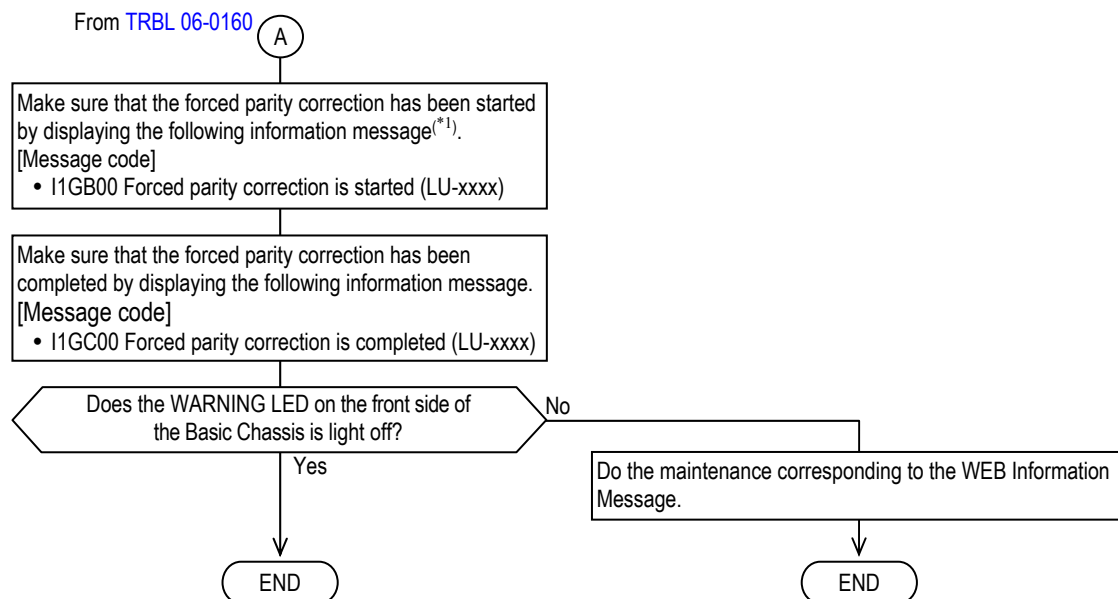 From TRBL 06-0160
A
Make sure that the forced parity correction has been started
by displaying the following information message(*1).
[Message code]
• I1GB00 Forced parity correction is started (LU-xxxx)
Make sure that the forced parity correction has been
completed by displaying the following information message.
[Message code]
• I1GC00 Forced parity correction is completed (LU-xxxx)
Does the WARNING LED on the front side of
the Basic Chassis is light off?
No
Yes
Do the maintenance corresponding to the WEB Information
Message.
END
END